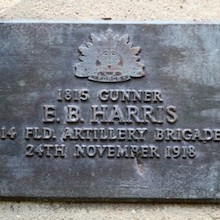 1815 GUNNER
E. B. HARRIS
14 FLD. ARTILLERY BRIGADE
24TH NOVEMBER 1918